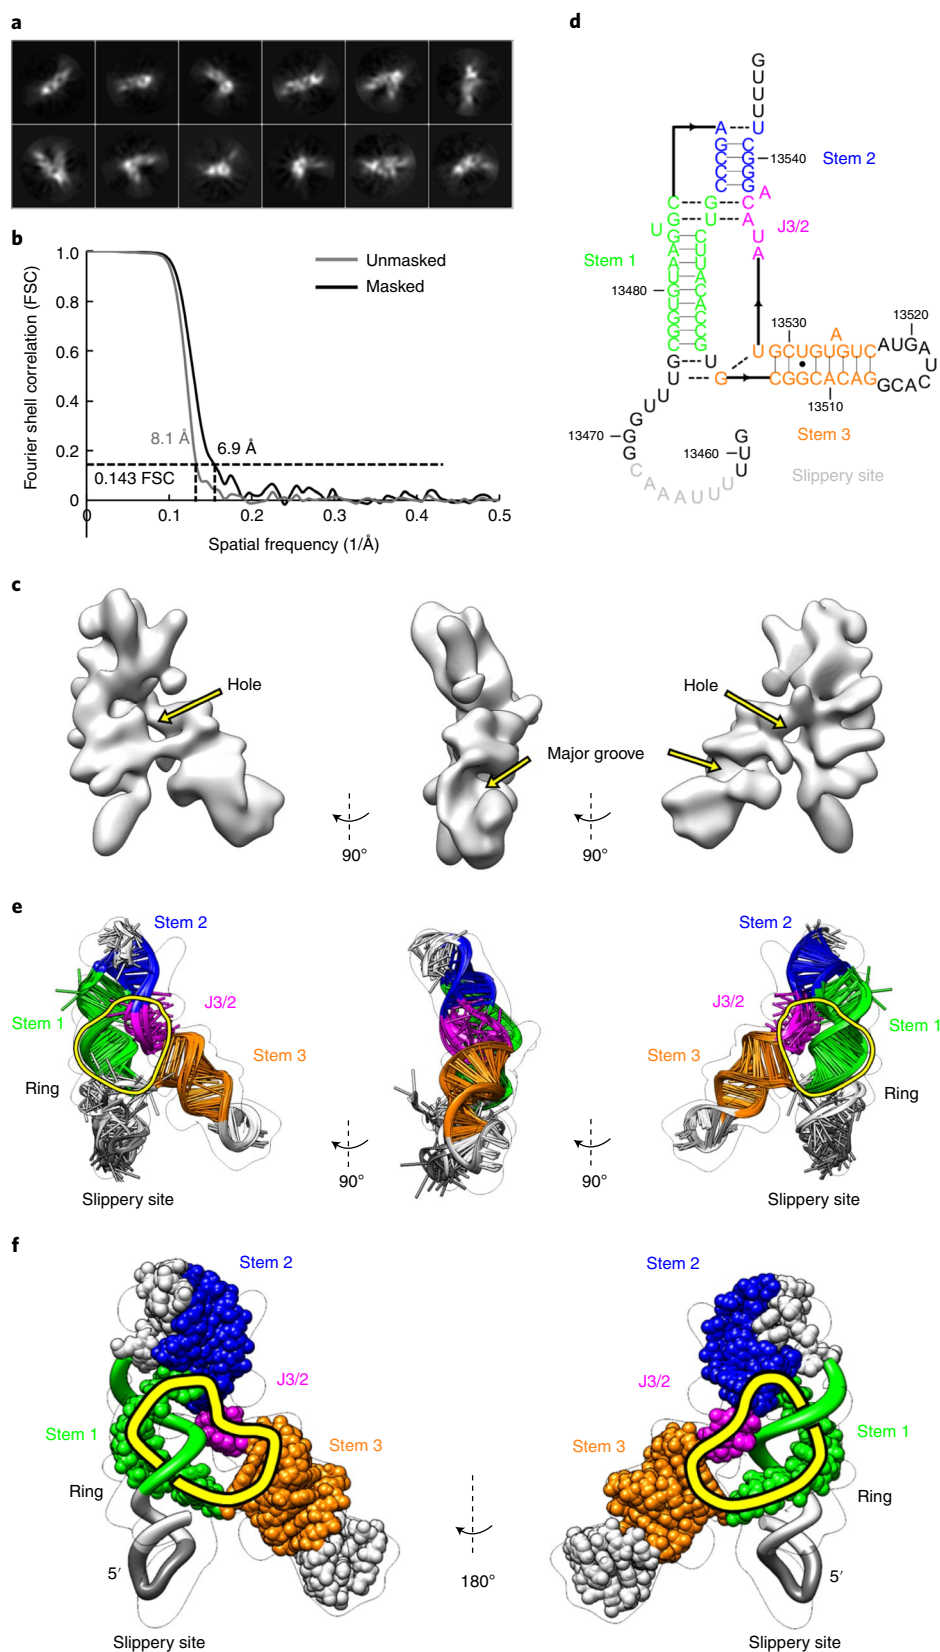 a
b
1.0
0.8
0.6
0.4
0.2
0
Fourier shell correlation (FSC)
Unmasked
Masked
8.1 Å
6.9 Å
0.143 FSC
0
0.1
0.2
0.3
0.4
0.5
Spatial frequency (1/Å)
d
G
U
U
U
A U
G C
C G
C G
C G
13540
Stem 2
A
C G C
G U A
J3/2
U
A
U
G C
A U
A U
U A
G C
U A
G C
G C
C G
Stem 1
13480
G U
U G
U
U
U
G
G
G
13470
C A A A U U U
U
U
G
13460
Slippery site
13530
U G C U G U G U C
A
A U G A
13520
U
C
C G G C A C A G
G C A C
13510
Stem 3
c
Hole
Hole
Major groove
90°
90°
e
Stem 2
J3/2
Stem 1
Stem 3
Ring
Slippery site
90°
90°
J3/2
Stem 2
Stem 1
Stem 3
Ring
Slippery site
f
Stem 2
J3/2
Stem 1
Stem 3
Ring
5′
Slippery site
180°
Stem 2
J3/2
Stem 1
Stem 3
Ring
5′
Slippery site